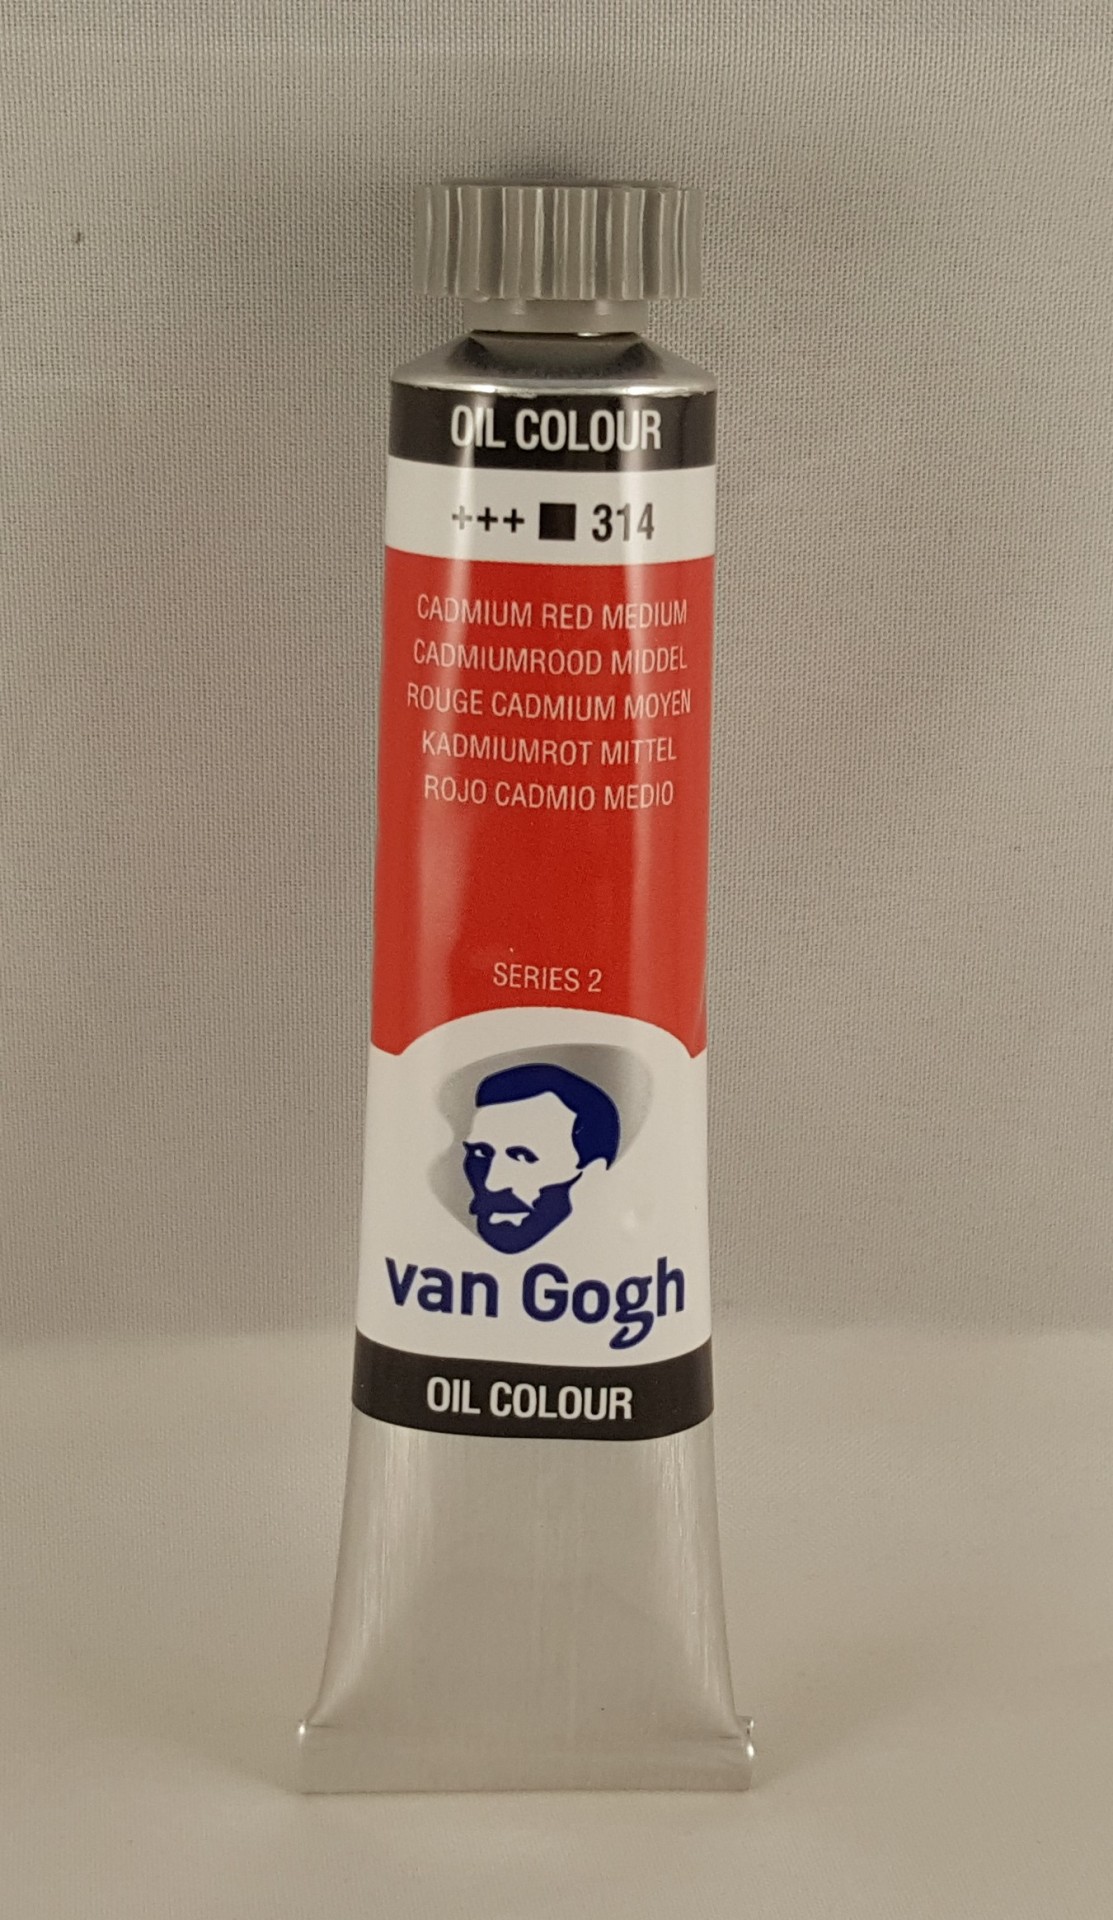 OIL COLOUR
+++ ■ 314
CADMIUM RED MEDIUM
CADMIUMROOD MIDDEL
ROUGE CADMIUM MOYEN
KADMIUMROT MITTEL
ROJO CADMIO MEDIO
SERIES 2
van Gogh
OIL COLOUR